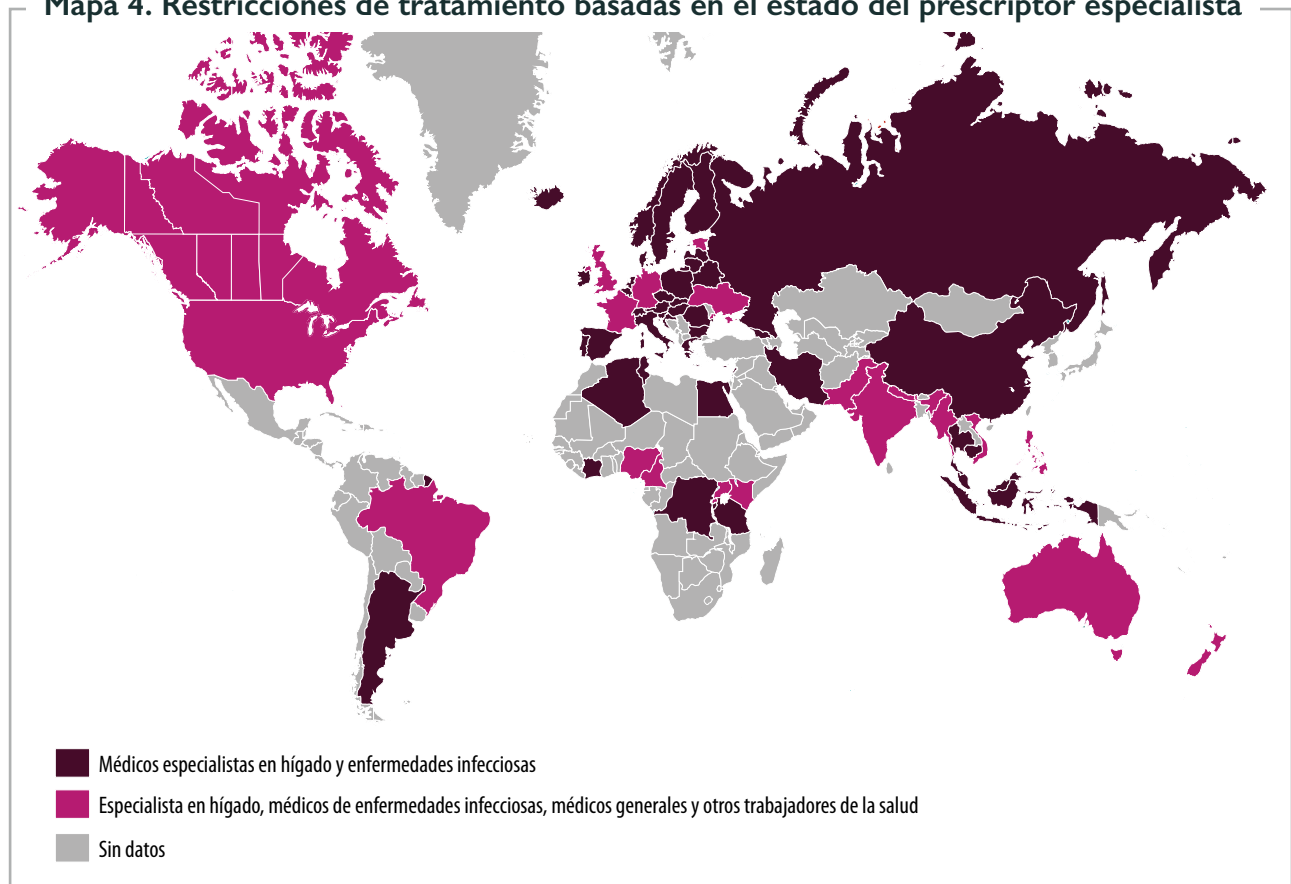 Mapa 4. Restricciones de tratamiento basadas en el estado del prescriptor especialista
Médicos especialistas en hígado y enfermedades infecciosas
Especialista en hígado, médicos de enfermedades infecciosas, médicos generales y otros trabajadores de la salud
Sin datos